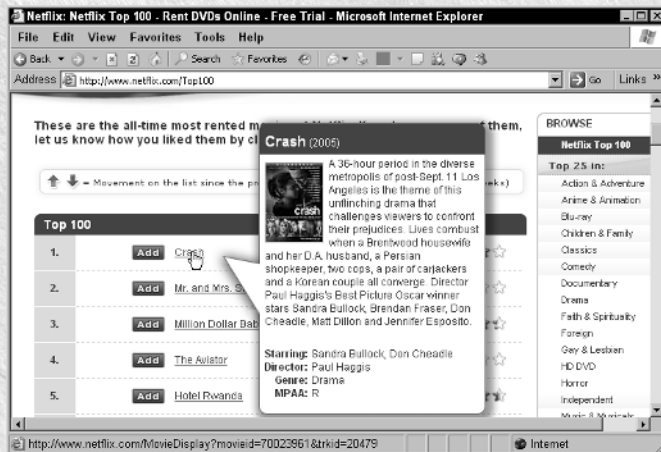 Netflix: Netflix Top 100 - Rent DVDs Online - Free Trial - Microsoft Internet Explorer
File Edit View Favorites Tools Help
Back Search Favorites
Address http://www.netflix.com/Top100 Go Links »
These are the all-time most rented m
them,
let us know how you liked them by cl
= Movement on the list since the pr
eeks)
Top 100
1. Add Crash
2. Add Mr. and Mrs. S
3. Add Million Dollar Bab
4. Add The Aviator
5. Add Hotel Rwanda
Crash (2005)
A 36-hour period in the diverse
metropolis of post-Sept. 11 Los
Angeles is the theme of this
unflinching drama that
challenges viewers to confront
their prejudices. Lives combust
when a Brentwood housewife
and her D.A. husband, a Persian
shopkeeper, two cops, a pair of carjackers
and a Korean couple all converge. Director
Paul Haggis's Best Picture Oscar winner
stars Sandra Bullock, Brendan Fraser, Don
Cheadle, Matt Dillon and Jennifer Esposito.
Starring: Sandra Bullock, Don Cheadle
Director: Paul Haggis
Genre: Drama
MPAA: R
crash
BROWSE
Netflix Top 100
Top 25 in:
Action & Adventure
Anime & Animation
Blu-ray
Children & Family
Classics
Comedy
Documentary
Drama
Faith & Spirituality
Foreign
Gay & Lesbian
HD DVD
Horror
Independent
Music & Musicals
http://www.netflix.com/MovieDisplay?movieid=70023961&trkid=20479 Internet